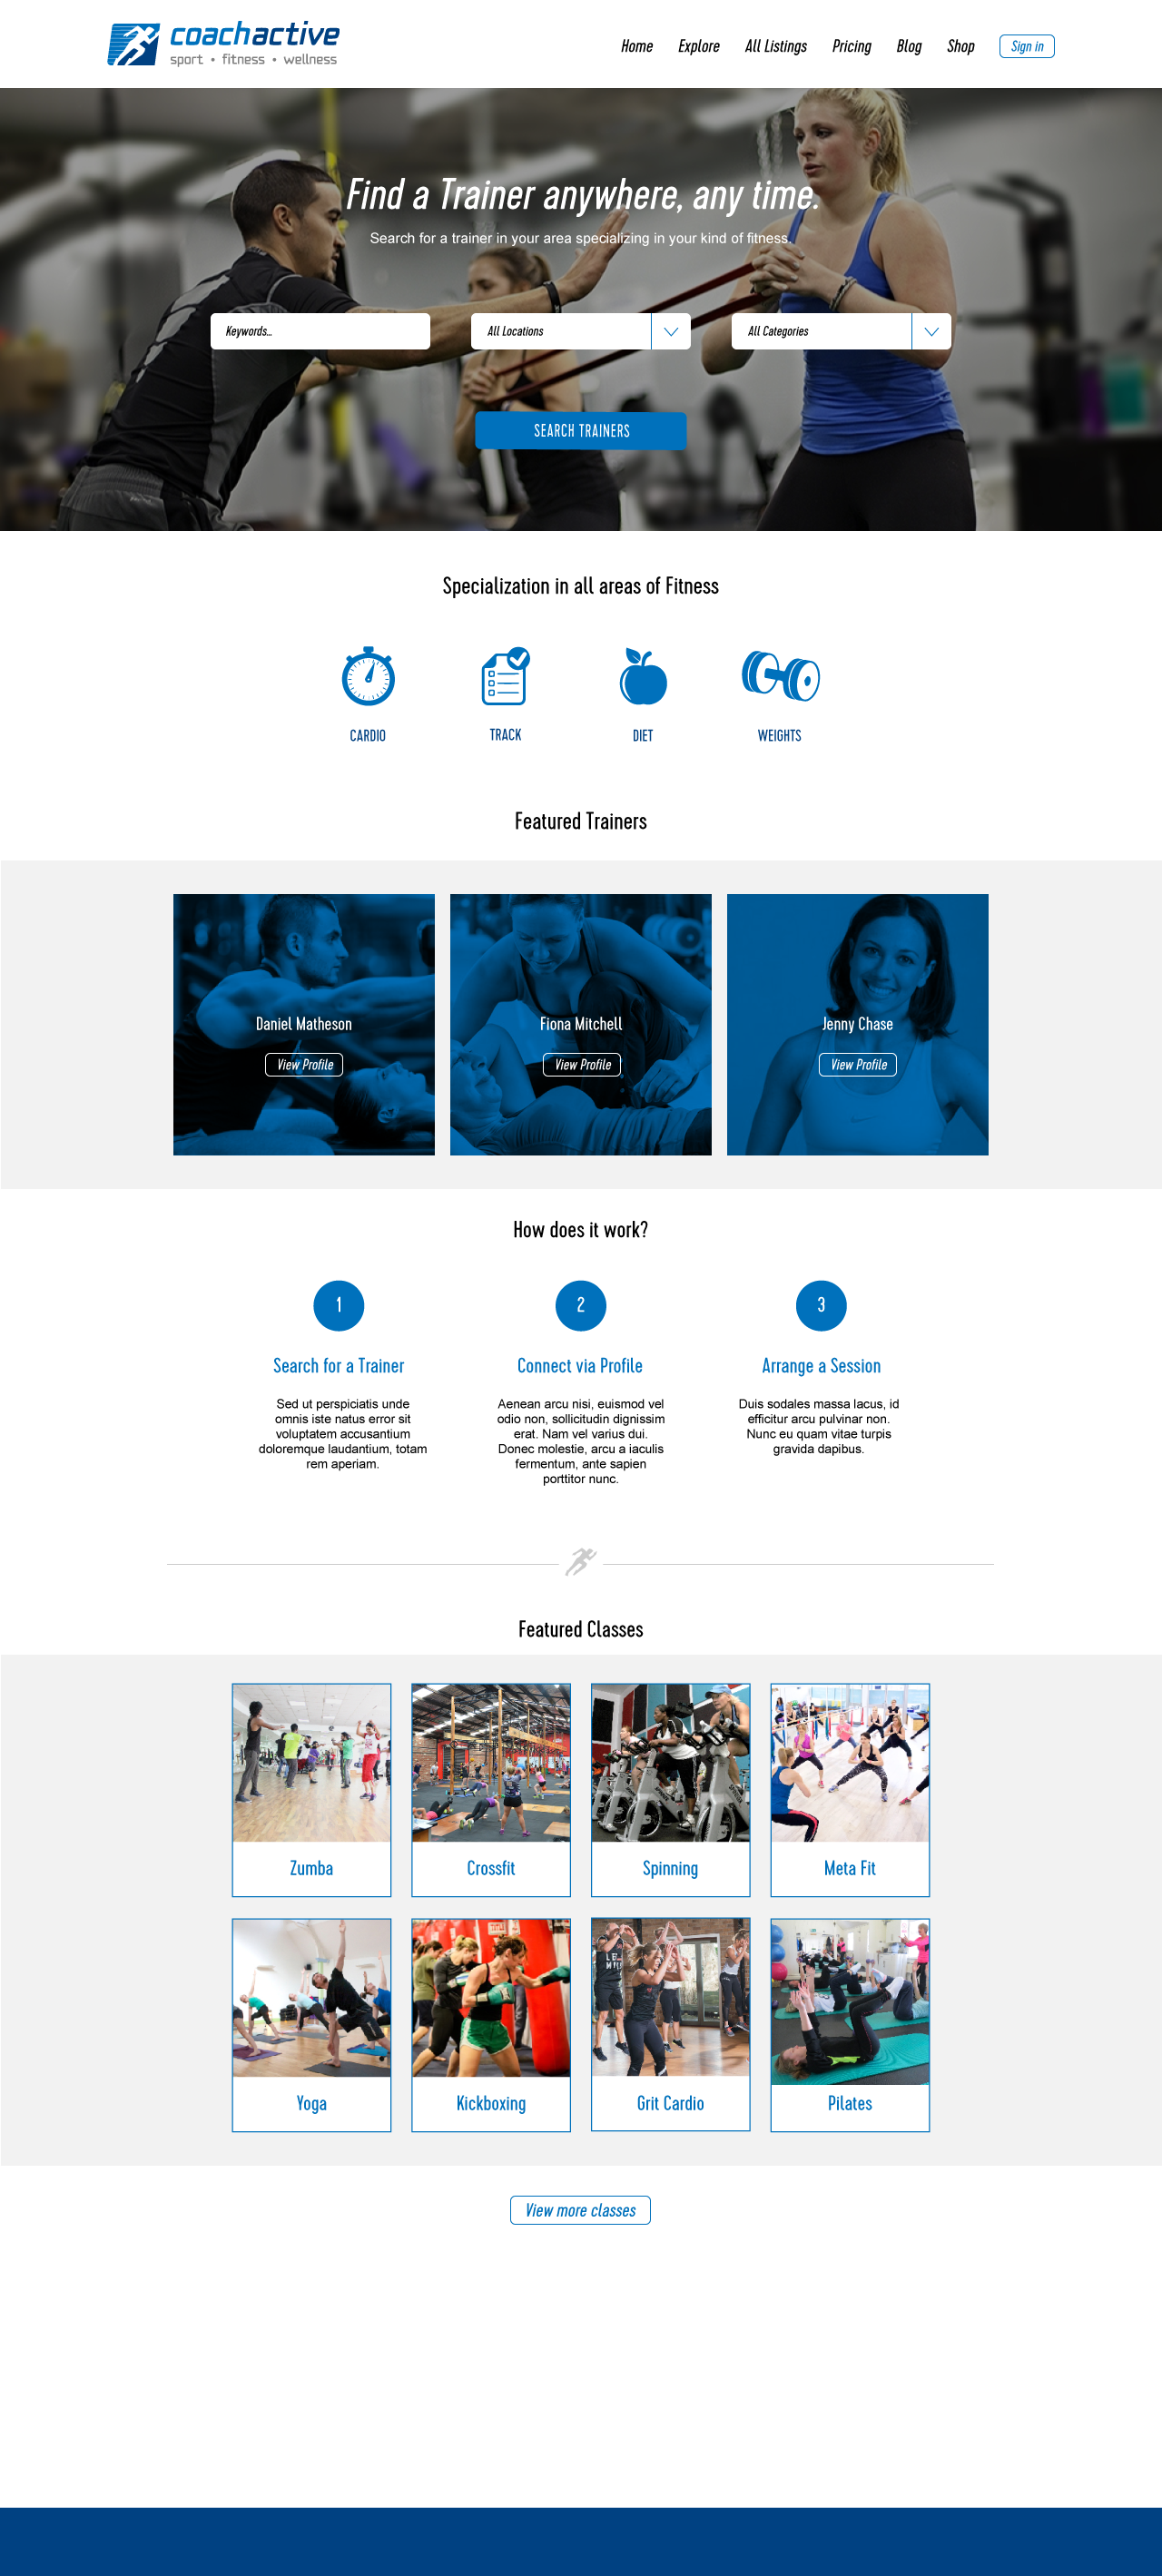 coachactive
sport • fitness • wellness
Home Explore All Listings Pricing Blog Shop Sign in
Find a Trainer anywhere, any time.
Search for a trainer in your area specializing in your kind of fitness.
Keywords... All Locations All Categories
SEARCH TRAINERS
Specialization in all areas of Fitness
CARDIO TRACK DIET WEIGHTS
Featured Trainers
Daniel Matheson Fiona Mitchell Jenny Chase
View Profile View Profile View Profile
How does it work?
1 2 3
Search for a Trainer Connect via Profile Arrange a Session
Sed ut perspiciatis unde
omnis iste natus error sit
voluptatem accusantium
doloremque laudantium, totam
rem aperiam.
Aenean arcu nisi, euismod vel
odio non, sollicitudin dignissim
erat. Nam vel varius dui.
Donec molestie, arcu a iaculis
fermentum, ante sapien
porttitor nunc.
Duis sodales massa lacus, id
efficitur arcu pulvinar non.
Nunc eu quam vitae turpis
gravida dapibus.
Featured Classes
Zumba Crossfit Spinning Meta Fit
Yoga Kickboxing Grit Cardio Pilates
View more classes